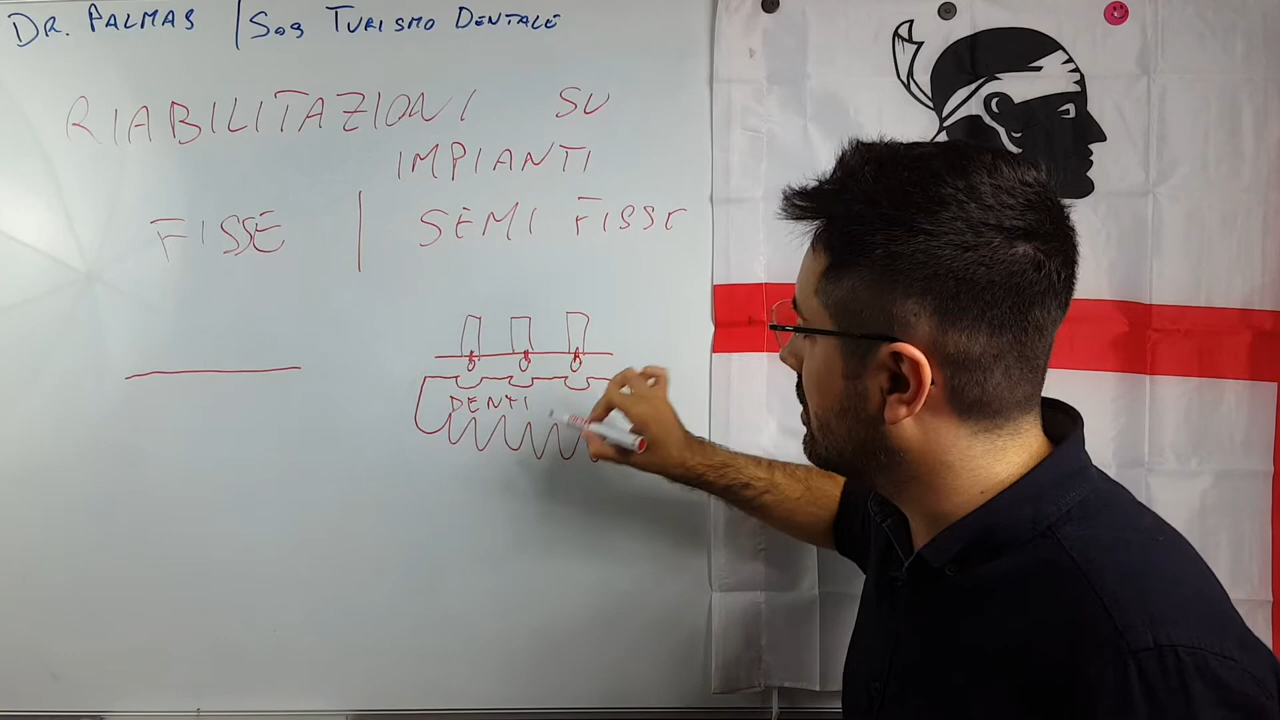 DR. PALMAS | SOS TURISMO DENTALE
RIABILITAZIONI SU
IMPIANTI
FISSE | SEMI FISSE
DENTI